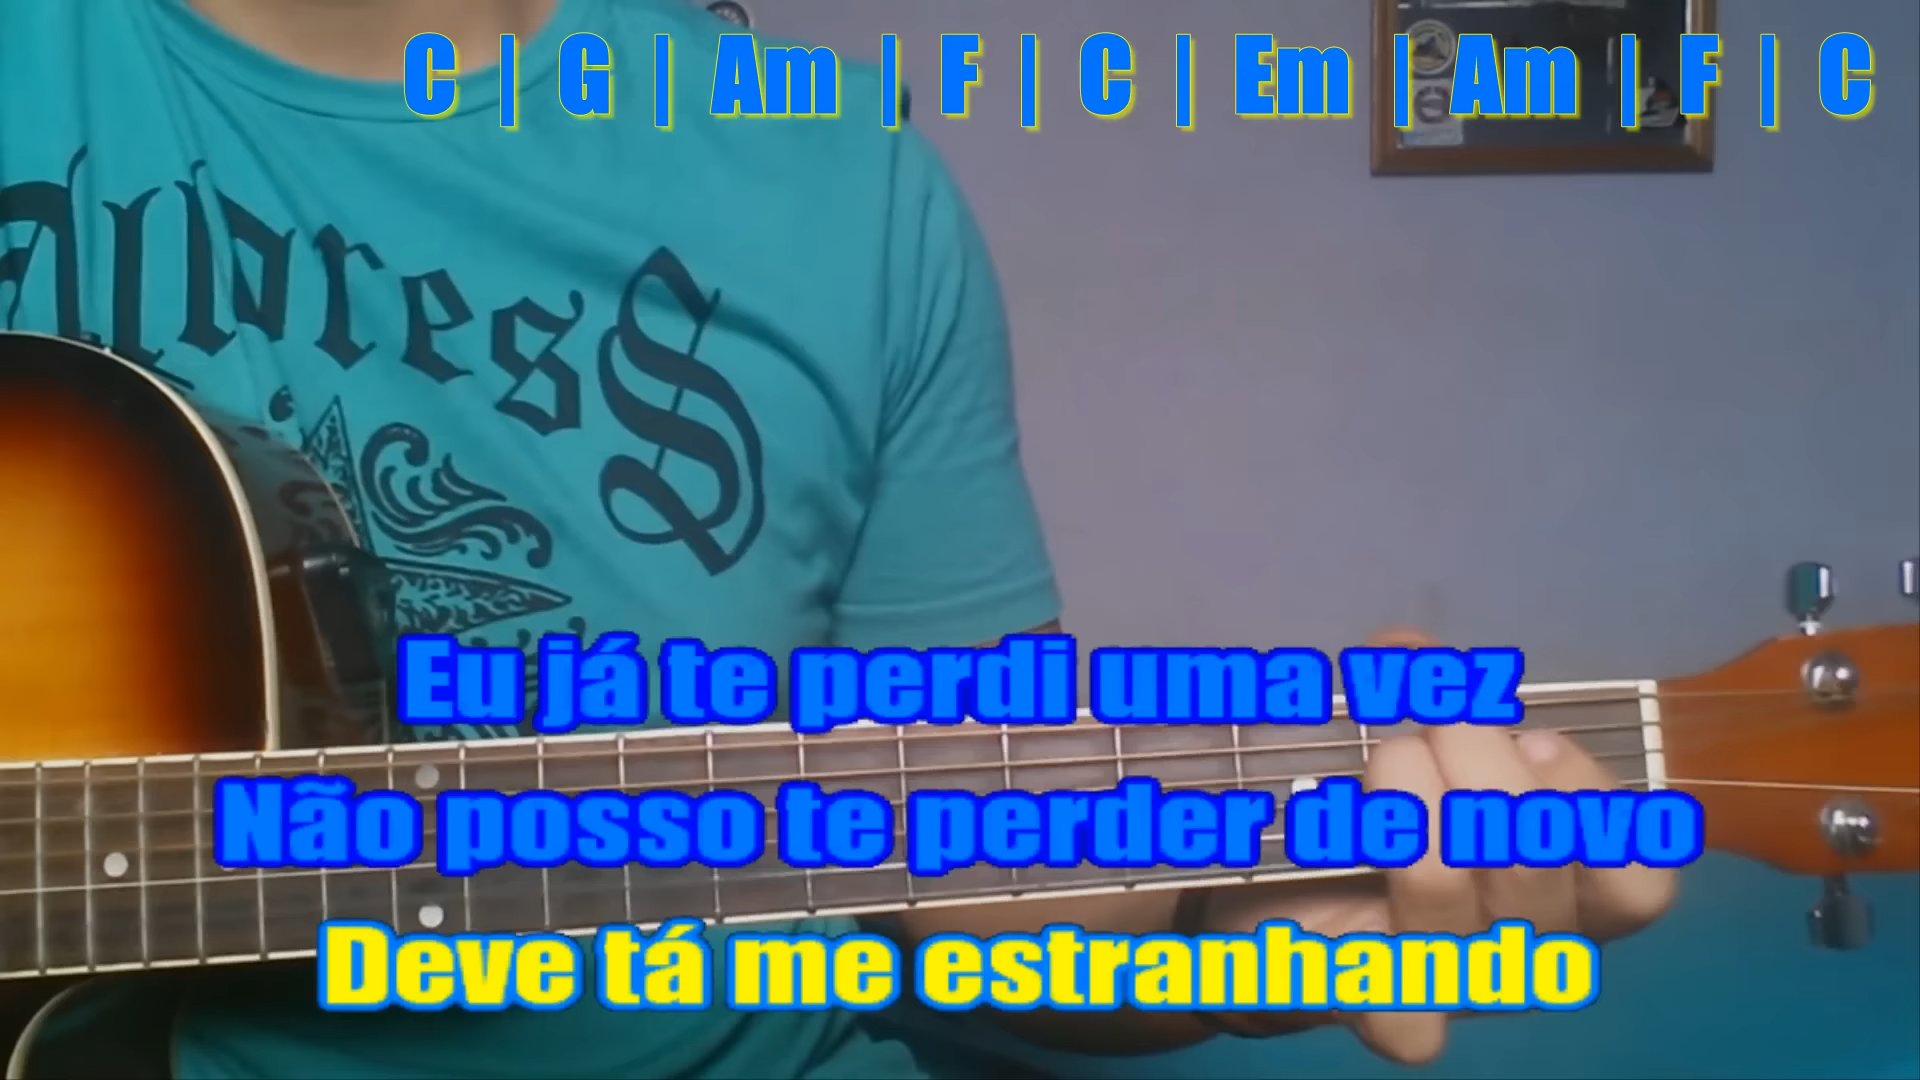 C | G | Am | F | C | Em | Am | F | C
Eu já te perdi uma vez
Não posso te perder de novo
Deve tá me estranhando